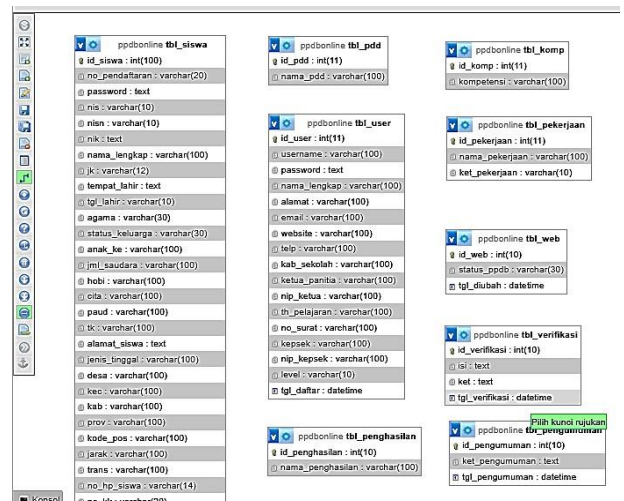 ppdbonline tbl_siswa
id_siswa : int(100)
no_pendaftaran : varchar(20)
password : text
nis : varchar(10)
nisn : varchar(10)
nik : text
nama_lengkap : varchar(100)
jk : varchar(12)
tempat_lahir : text
tgl_lahir : varchar(10)
agama : varchar(30)
status_keluarga : varchar(30)
anak_ke : varchar(100)
jml_saudara : varchar(100)
hobi : varchar(100)
cita : varchar(100)
paud : varchar(100)
tk : varchar(100)
alamat_siswa : text
jenis_tinggal : varchar(100)
desa : varchar(100)
kec : varchar(100)
kab : varchar(100)
prov : varchar(100)
kode_pos : varchar(100)
jarak : varchar(100)
trans : varchar(100)
no_hp_siswa : varchar(14)
no_kk : varchar(20)
ppdbonline tbl_pdd
id_pdd : int(11)
nama_pdd : varchar(100)
ppdbonline tbl_user
id_user : int(11)
username : varchar(100)
password : text
nama_lengkap : varchar(100)
alamat : varchar(100)
email : varchar(100)
website : varchar(100)
telp : varchar(100)
kab_sekolah : varchar(100)
ketua_panitia : varchar(100)
nip_ketua : varchar(100)
th_pelajaran : varchar(100)
no_surat : varchar(100)
kepsek : varchar(100)
nip_kepsek : varchar(100)
level : varchar(10)
tgl_daftar : datetime
ppdbonline tbl_penghasilan
id_penghasilan : int(10)
nama_penghasilan : varchar(100)
ppdbonline tbl_komp
id_komp : int(11)
kompetensi : varchar(100)
ppdbonline tbl_pekerjaan
id_pekerjaan : int(11)
nama_pekerjaan : varchar(100)
ket_pekerjaan : varchar(10)
ppdbonline tbl_web
id_web : int(10)
status_ppdb : varchar(30)
tgl_diubah : datetime
ppdbonline tbl_verifikasi
id_verifikasi : int(10)
isi : text
ket : text
tgl_verifikasi : datetime
Pilih kunci rujukan
ppdbonline tbl_pengumuman
id_pengumuman : int(10)
ket_pengumuman : text
tgl_pengumuman : datetime
Konsol